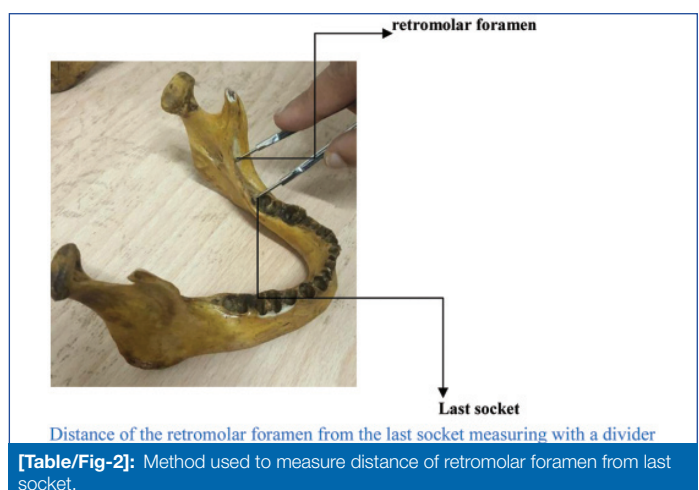 retromolar foramen
Last socket
Distance of the retromolar foramen from the last socket measuring with a divider
[Table/Fig-2]: Method used to measure distance of retromolar foramen from last
socket.